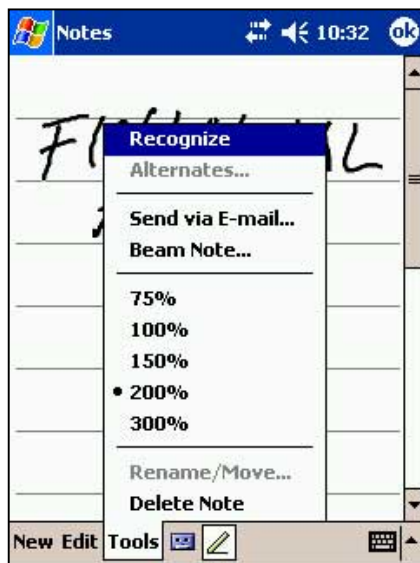 Notes 10:32 ok
Recognize
Alternates...
Send via E-mail...
Beam Note...
75%
100%
150%
200%
300%
Rename/Move...
Delete Note
New Edit Tools